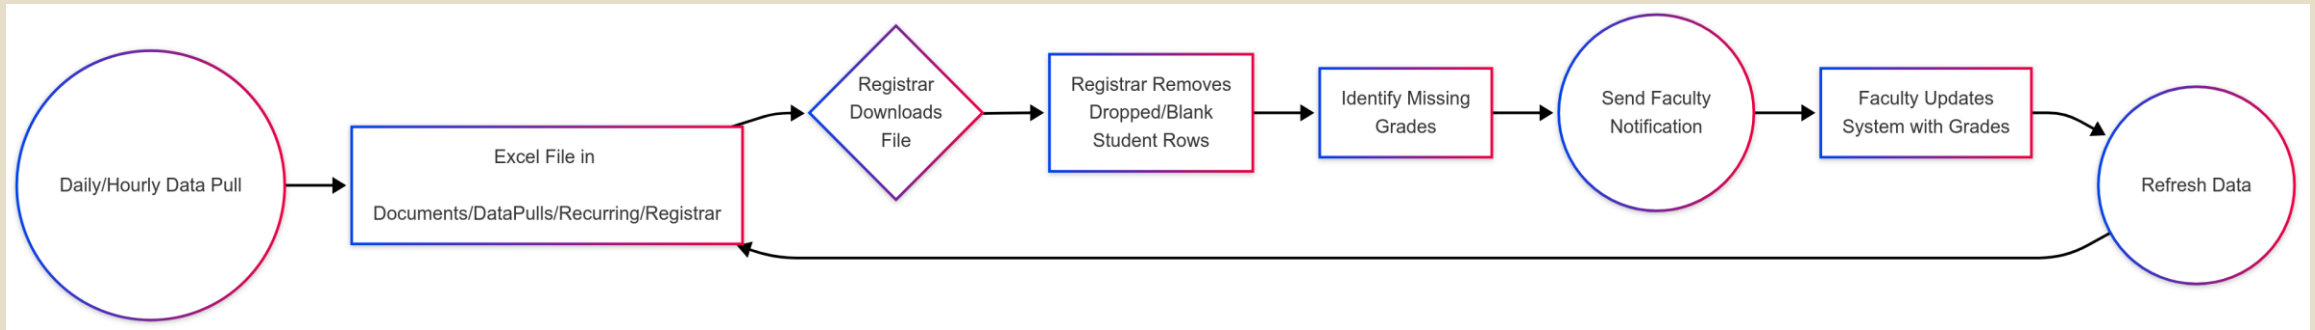 Daily/Hourly Data Pull
Excel File in
Documents/DataPulls/Recurring/Registrar
Registrar
Downloads
File
Registrar Removes
Dropped/Blank
Student Rows
Identify Missing
Grades
Send Faculty
Notification
Faculty Updates
System with Grades
Refresh Data